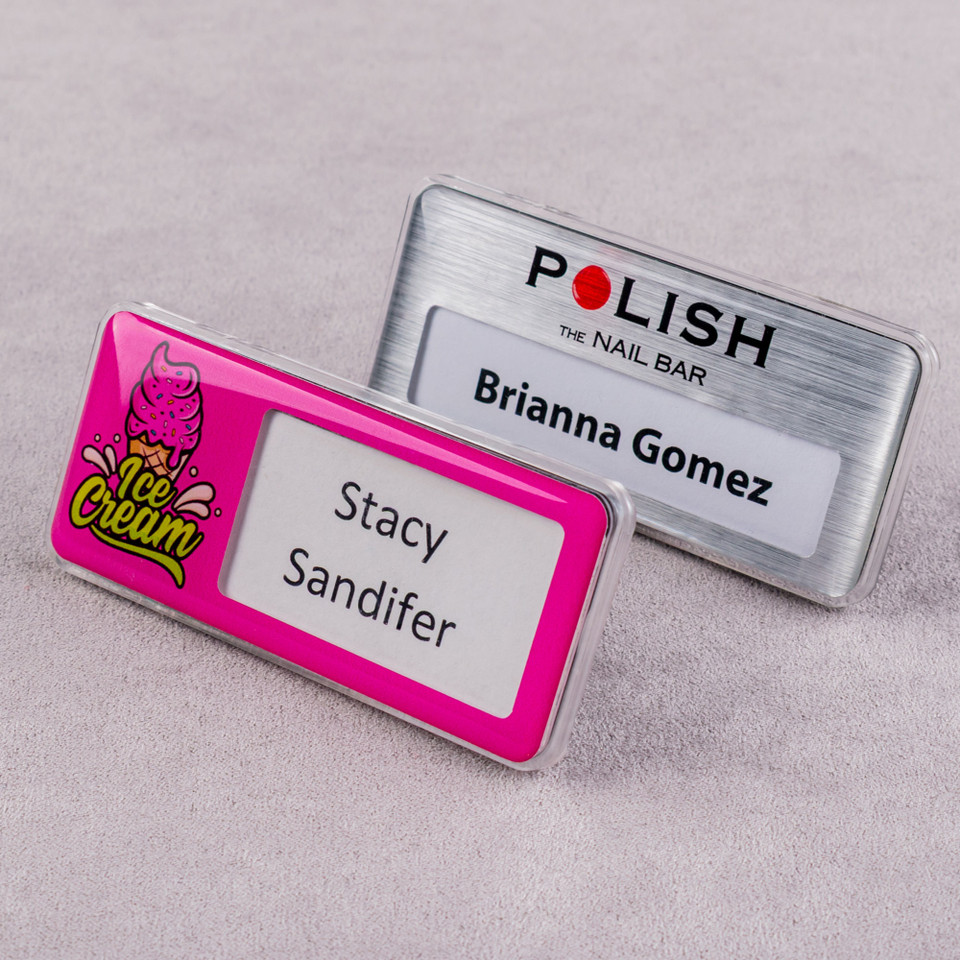 POLISH
THE NAIL BAR
Brianna Gomez
Ice
Cream
Stacy
Sandifer